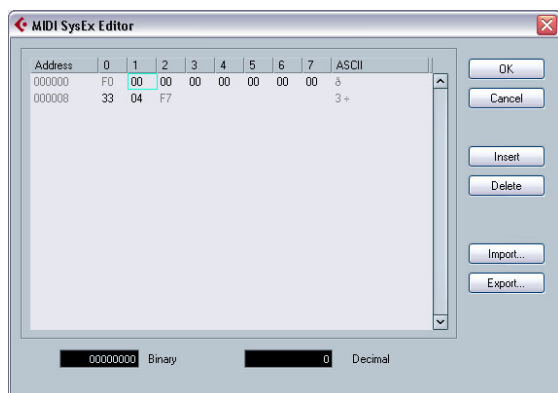 MIDI SysEx Editor
Address 0 1 2 3 4 5 6 7 ASCII
000000 F0 00 00 00 00 00 00 00 ð
000008 33 04 F7 3 ÷
OK
Cancel
Insert
Delete
Import...
Export...
00000000 Binary 0 Decimal